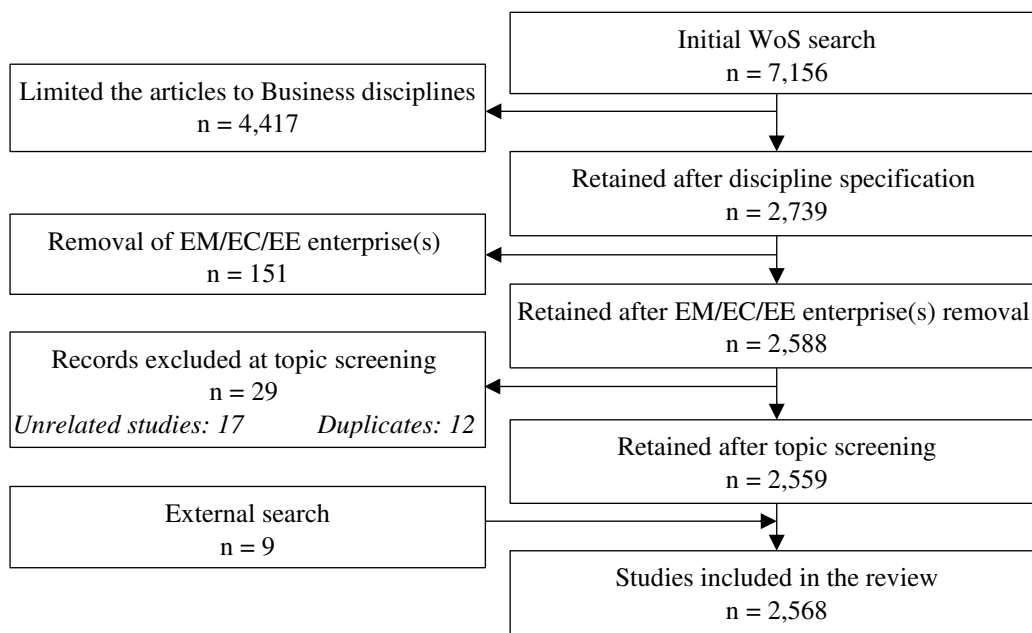 Initial WoS search
n = 7,156
Limited the articles to Business disciplines
n = 4,417
Retained after discipline specification
n = 2,739
Removal of EM/EC/EE enterprise(s)
n = 151
Retained after EM/EC/EE enterprise(s) removal
n = 2,588
Records excluded at topic screening
n = 29
Unrelated studies: 17 Duplicates: 12
Retained after topic screening
n = 2,559
External search
n = 9
Studies included in the review
n = 2,568